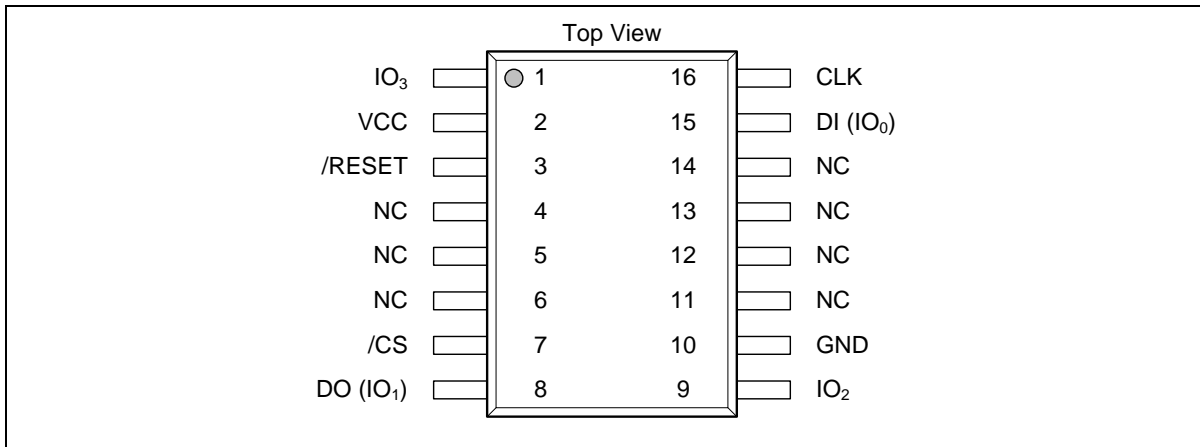 Top View
IO₃ 1 16 CLK
VCC 2 15 DI (IO₀)
/RESET 3 14 NC
NC 4 13 NC
NC 5 12 NC
NC 6 11 NC
/CS 7 10 GND
DO (IO₁) 8 9 IO₂